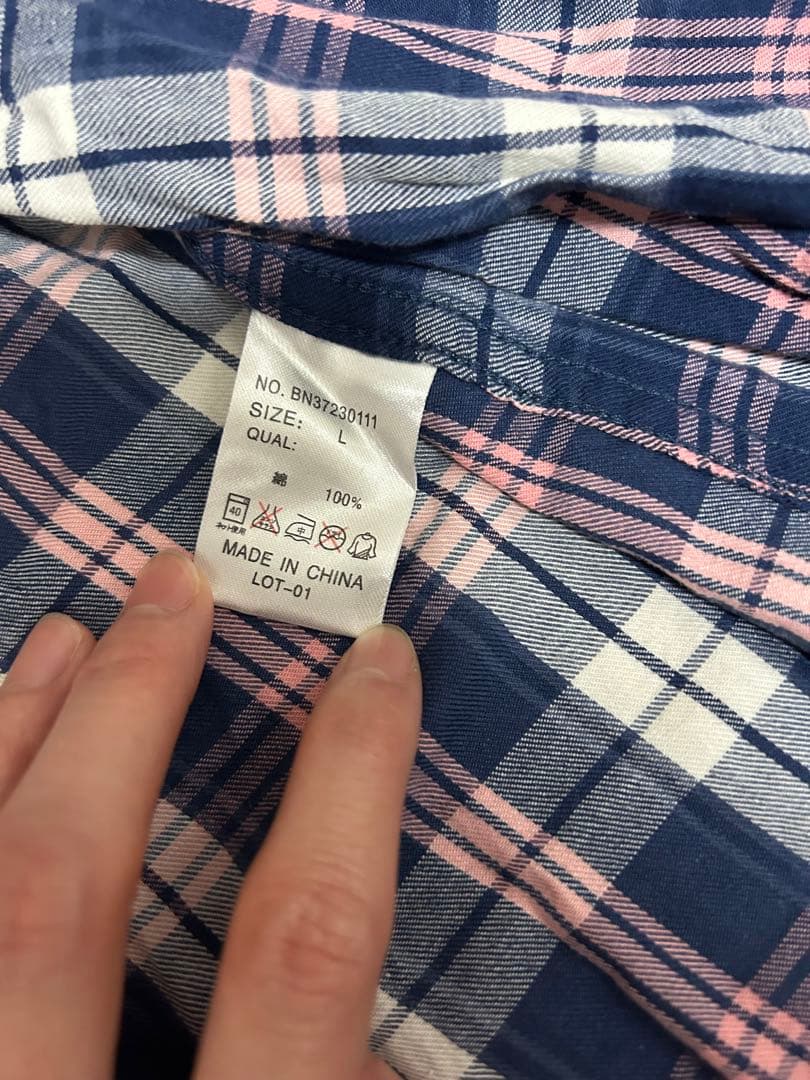 NO. BN37230111
SIZE: L
QUAL:
綿 100%
40 中
ネット使用
MADE IN CHINA
LOT-01